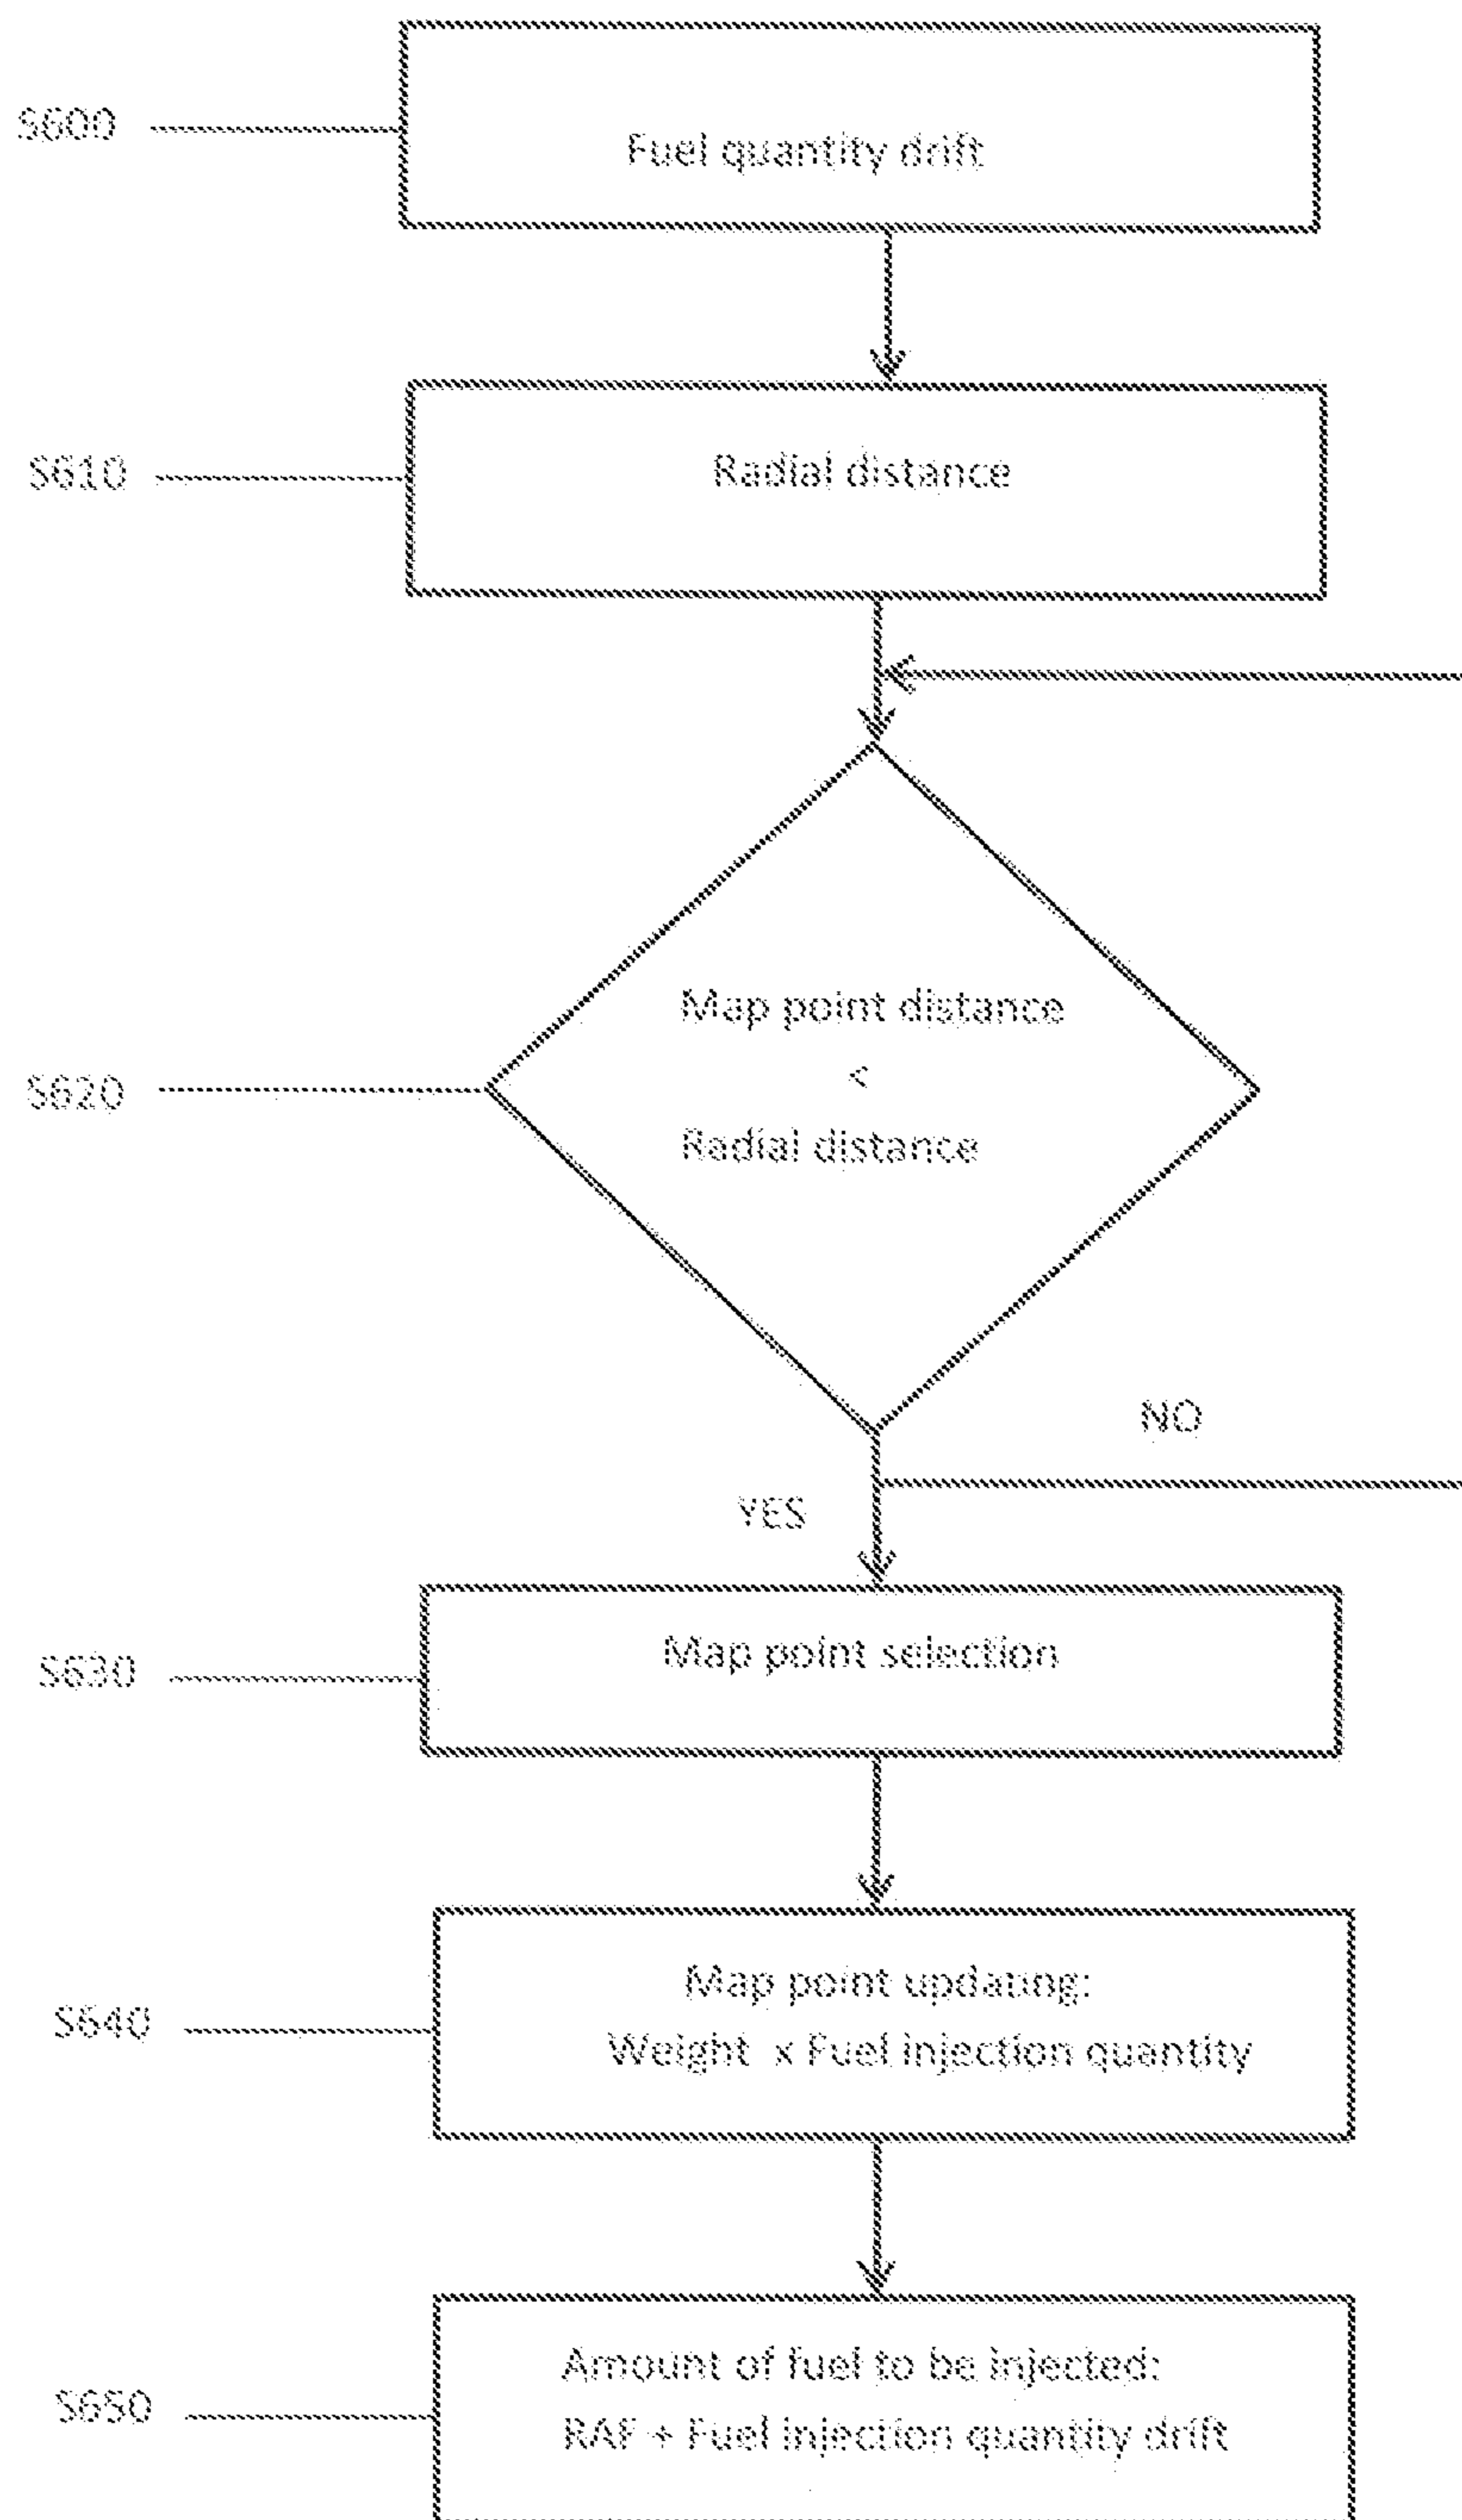 S600
Fuel quantity drift
S610
Radial distance
S620
Map point distance
<
Radial distance
NO
YES
S630
Map point selection
S640
Map point updating:
Weight x Fuel injection quantity
S650
Amount of fuel to be injected:
RAF + Fuel injection quantity drift